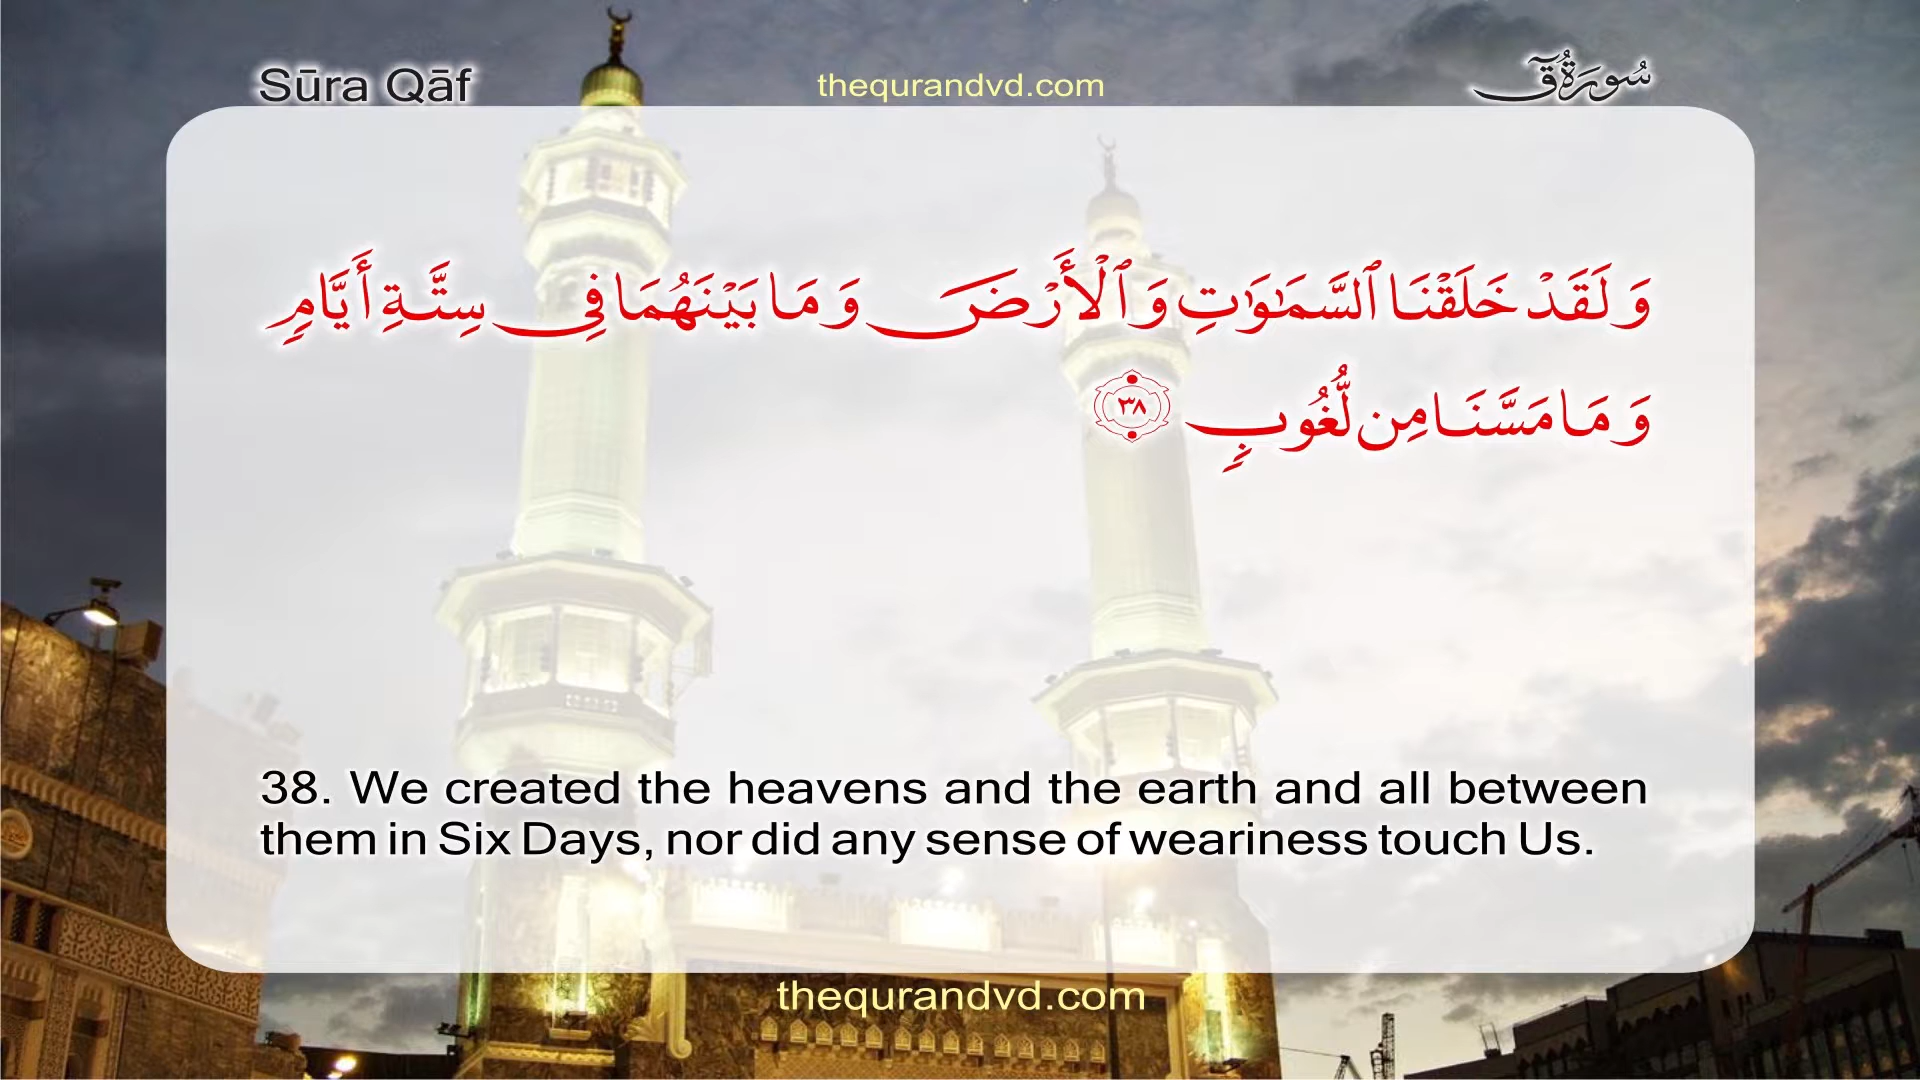 Sūra Qāf
thequrandvd.com
سُورَةُ قٓ
وَلَقَدْ خَلَقْنَا ٱلسَّمَٰوَٰتِ وَٱلْأَرْضَ وَمَا بَيْنَهُمَا فِى سِتَّةِ أَيَّامٍ
وَمَا مَسَّنَا مِن لُّغُوبٍ ٣٨
38. We created the heavens and the earth and all between
them in Six Days, nor did any sense of weariness touch Us.
thequrandvd.com